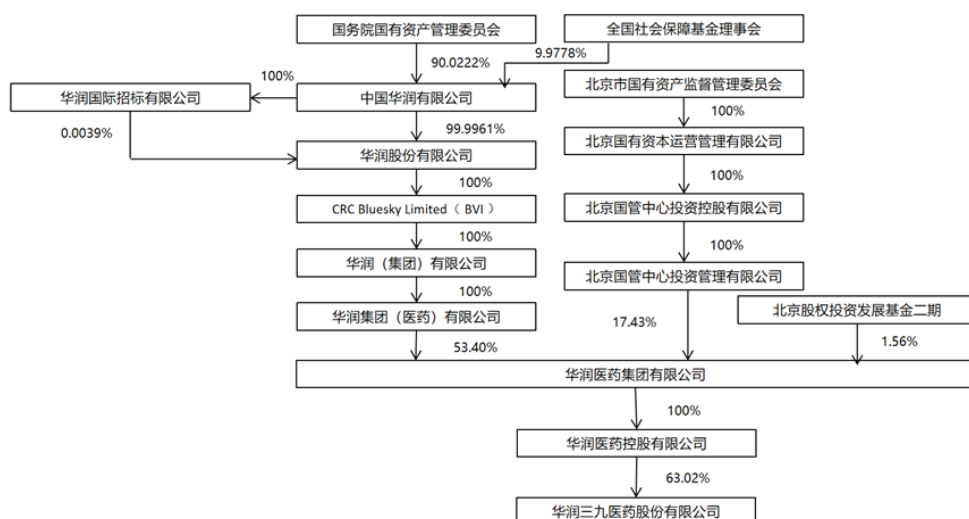 国务院国有资产管理委员会
全国社会保障基金理事会
90.0222%
9.9778%
100%
华润国际招标有限公司
中国华润有限公司
北京市国有资产监督管理委员会
0.0039%
99.9961%
100%
华润股份有限公司
北京国有资本运营管理有限公司
100%
100%
CRC Bluesky Limited（ BVI ）
北京国管中心投资控股有限公司
100%
100%
华润（集团）有限公司
北京国管中心投资管理有限公司
100%
华润集团（医药）有限公司
17.43%
北京股权投资发展基金二期
53.40%
1.56%
华润医药集团有限公司
100%
华润医药控股有限公司
63.02%
华润三九医药股份有限公司